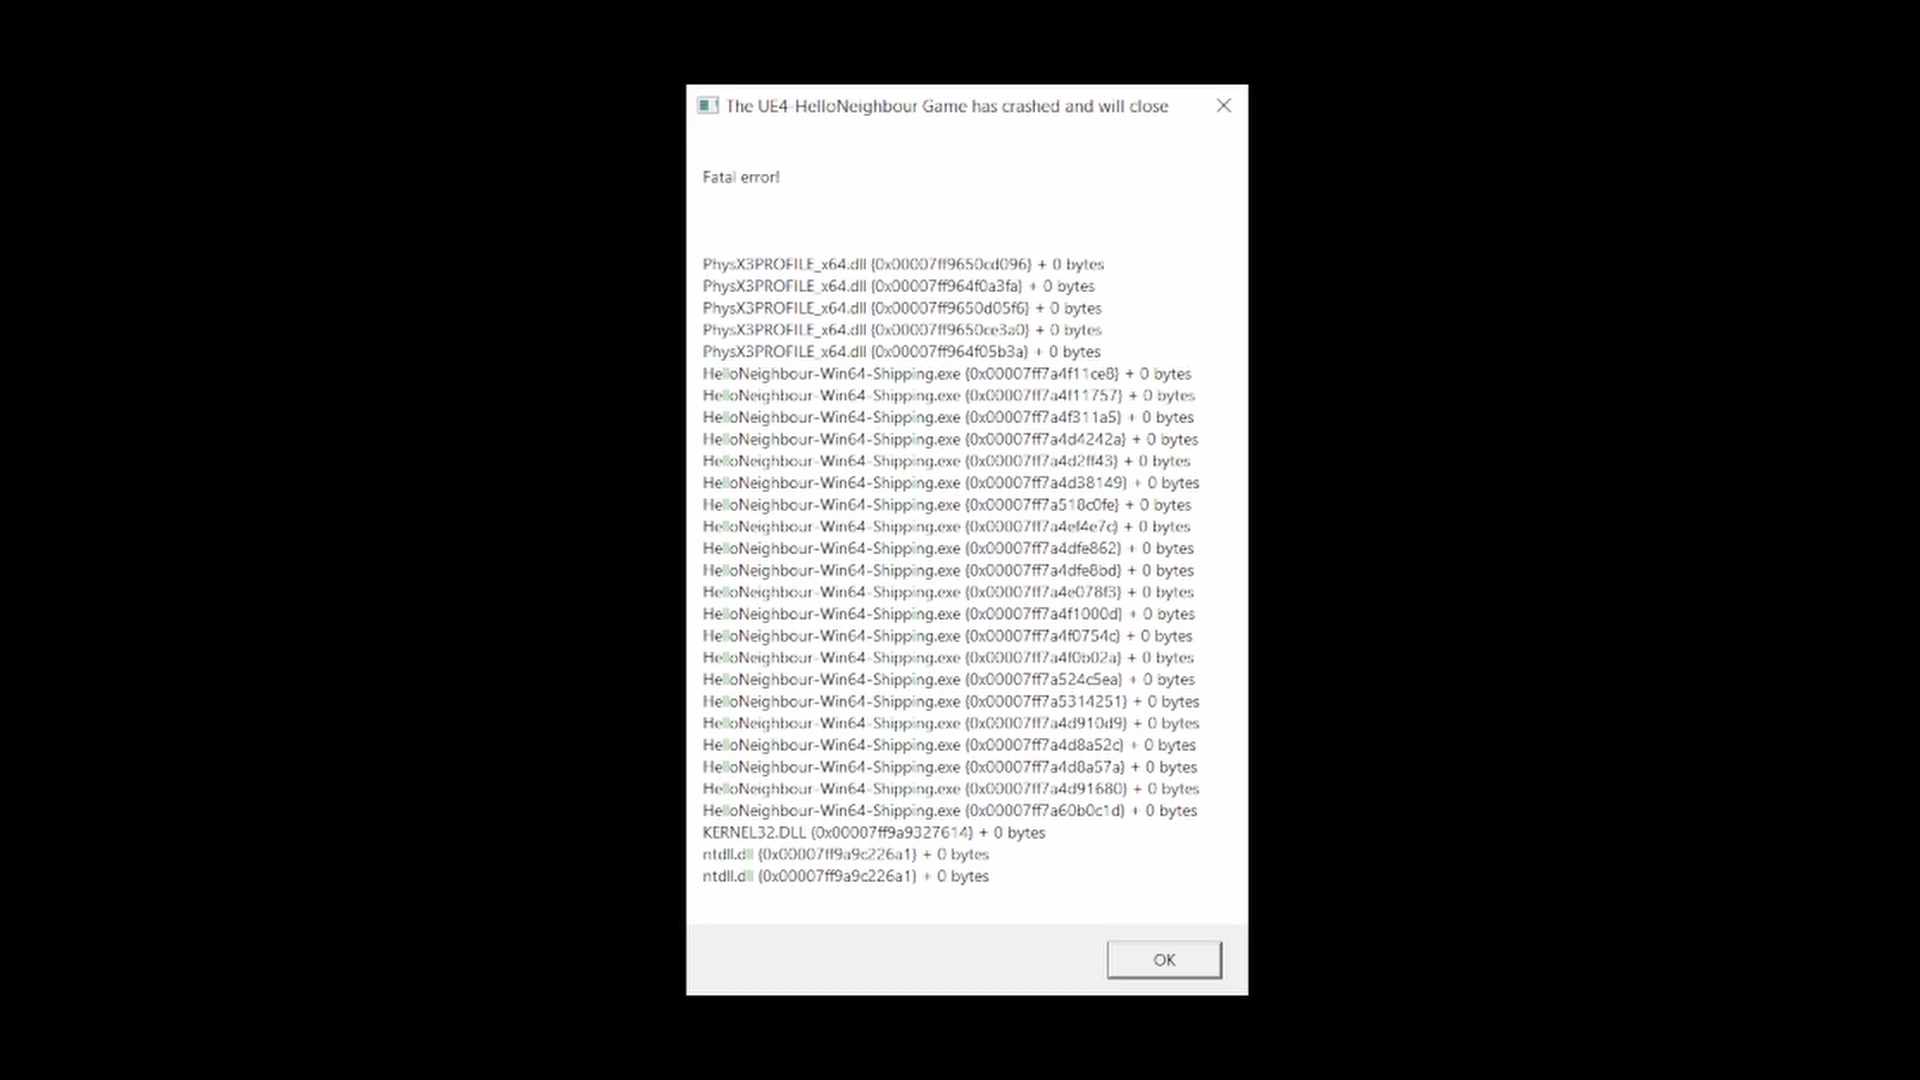 The UE4-HelloNeighbour Game has crashed and will close
Fatal error!
PhysX3PROFILE_x64.dll {0x00007ff9650cd096} + 0 bytes
PhysX3PROFILE_x64.dll {0x00007ff964f0a3fa} + 0 bytes
PhysX3PROFILE_x64.dll {0x00007ff9650d05f6} + 0 bytes
PhysX3PROFILE_x64.dll {0x00007ff9650ce3a0} + 0 bytes
PhysX3PROFILE_x64.dll {0x00007ff964f05b3a} + 0 bytes
HelloNeighbour-Win64-Shipping.exe {0x00007ff7a4f11ce8} + 0 bytes
HelloNeighbour-Win64-Shipping.exe {0x00007ff7a4f11757} + 0 bytes
HelloNeighbour-Win64-Shipping.exe {0x00007ff7a4f311a5} + 0 bytes
HelloNeighbour-Win64-Shipping.exe {0x00007ff7a4d4242a} + 0 bytes
HelloNeighbour-Win64-Shipping.exe {0x00007ff7a4d2ff43} + 0 bytes
HelloNeighbour-Win64-Shipping.exe {0x00007ff7a4d38149} + 0 bytes
HelloNeighbour-Win64-Shipping.exe {0x00007ff7a518c0fe} + 0 bytes
HelloNeighbour-Win64-Shipping.exe {0x00007ff7a4ef4e7c} + 0 bytes
HelloNeighbour-Win64-Shipping.exe {0x00007ff7a4dfe862} + 0 bytes
HelloNeighbour-Win64-Shipping.exe {0x00007ff7a4dfe8bd} + 0 bytes
HelloNeighbour-Win64-Shipping.exe {0x00007ff7a4e078f3} + 0 bytes
HelloNeighbour-Win64-Shipping.exe {0x00007ff7a4f1000d} + 0 bytes
HelloNeighbour-Win64-Shipping.exe {0x00007ff7a4f0754c} + 0 bytes
HelloNeighbour-Win64-Shipping.exe {0x00007ff7a4f0b02a} + 0 bytes
HelloNeighbour-Win64-Shipping.exe {0x00007ff7a524c5ea} + 0 bytes
HelloNeighbour-Win64-Shipping.exe {0x00007ff7a5314251} + 0 bytes
HelloNeighbour-Win64-Shipping.exe {0x00007ff7a4d910d9} + 0 bytes
HelloNeighbour-Win64-Shipping.exe {0x00007ff7a4d8a52c} + 0 bytes
HelloNeighbour-Win64-Shipping.exe {0x00007ff7a4d8a57a} + 0 bytes
HelloNeighbour-Win64-Shipping.exe {0x00007ff7a4d91680} + 0 bytes
HelloNeighbour-Win64-Shipping.exe {0x00007ff7a60b0c1d} + 0 bytes
KERNEL32.DLL {0x00007ff9a9327614} + 0 bytes
ntdll.dll {0x00007ff9a9c226a1} + 0 bytes
ntdll.dll {0x00007ff9a9c226a1} + 0 bytes
OK